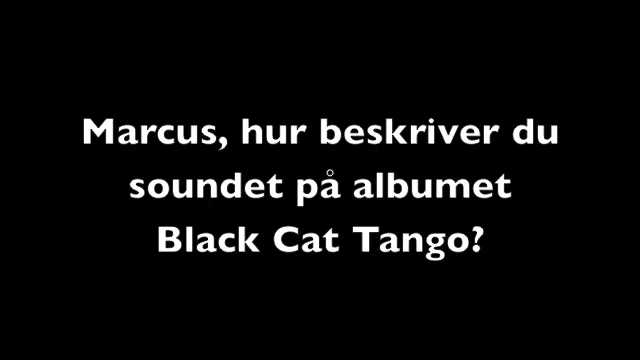 Marcus, hur beskriver du
soundet på albumet
Black Cat Tango?